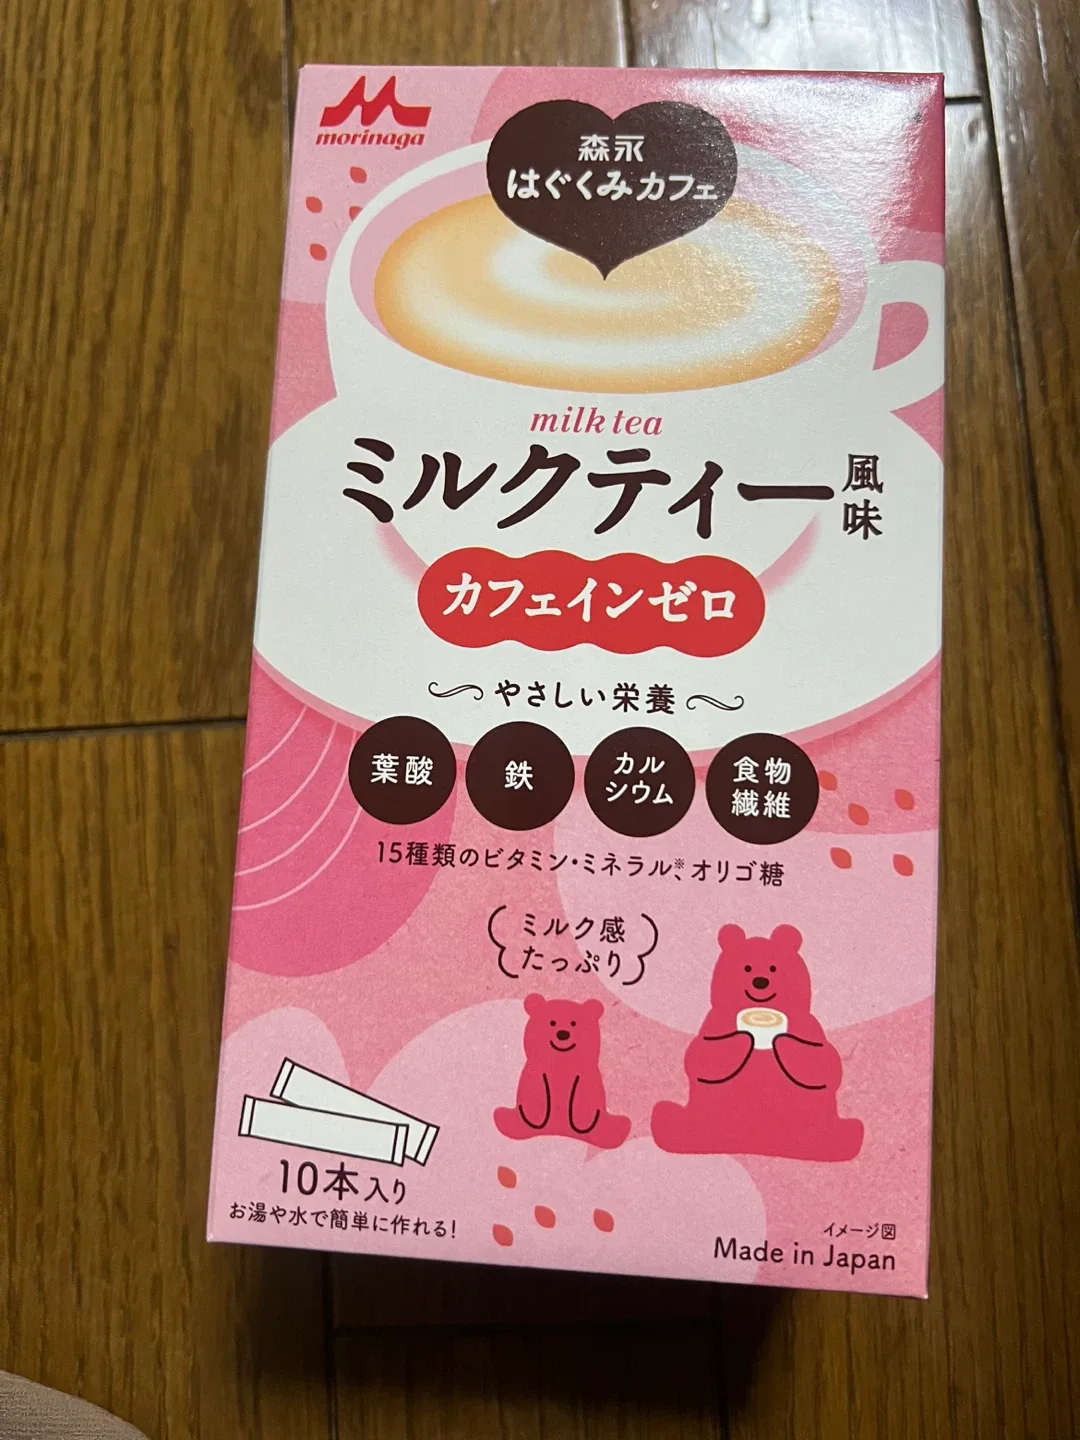 morinaga
森永
はぐくみカフェ
milk tea
ミルクティー風味
カフェインゼロ
やさしい栄養
葉酸
鉄
カル
シウム
食物
繊維
15種類のビタミン・ミネラル※、オリゴ糖
ミルク感
たっぷり
10本入り
お湯や水で簡単に作れる!
イメージ図
Made in Japan